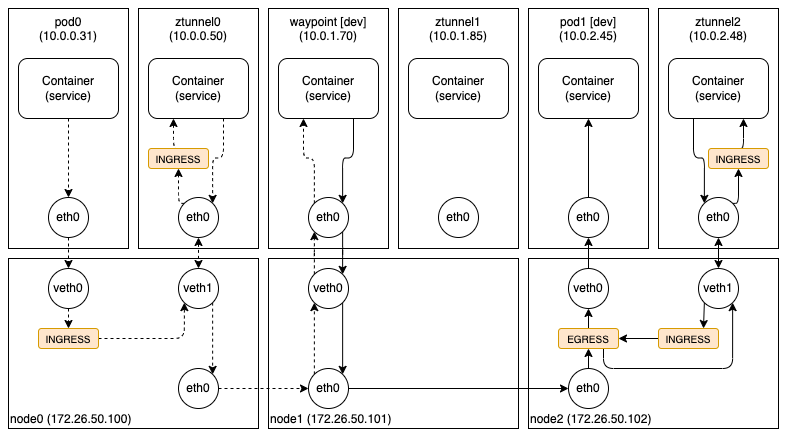 pod0
(10.0.0.31)
ztunnel0
(10.0.0.50)
waypoint [dev]
(10.0.1.70)
ztunnel1
(10.0.1.85)
pod1 [dev]
(10.0.2.45)
ztunnel2
(10.0.2.48)
Container
(service)
Container
(service)
Container
(service)
Container
(service)
Container
(service)
Container
(service)
INGRESS
INGRESS
eth0
eth0
eth0
eth0
eth0
eth0
veth0
veth1
veth0
veth0
veth1
INGRESS
EGRESS
INGRESS
eth0
eth0
eth0
node0 (172.26.50.100)
node1 (172.26.50.101)
node2 (172.26.50.102)